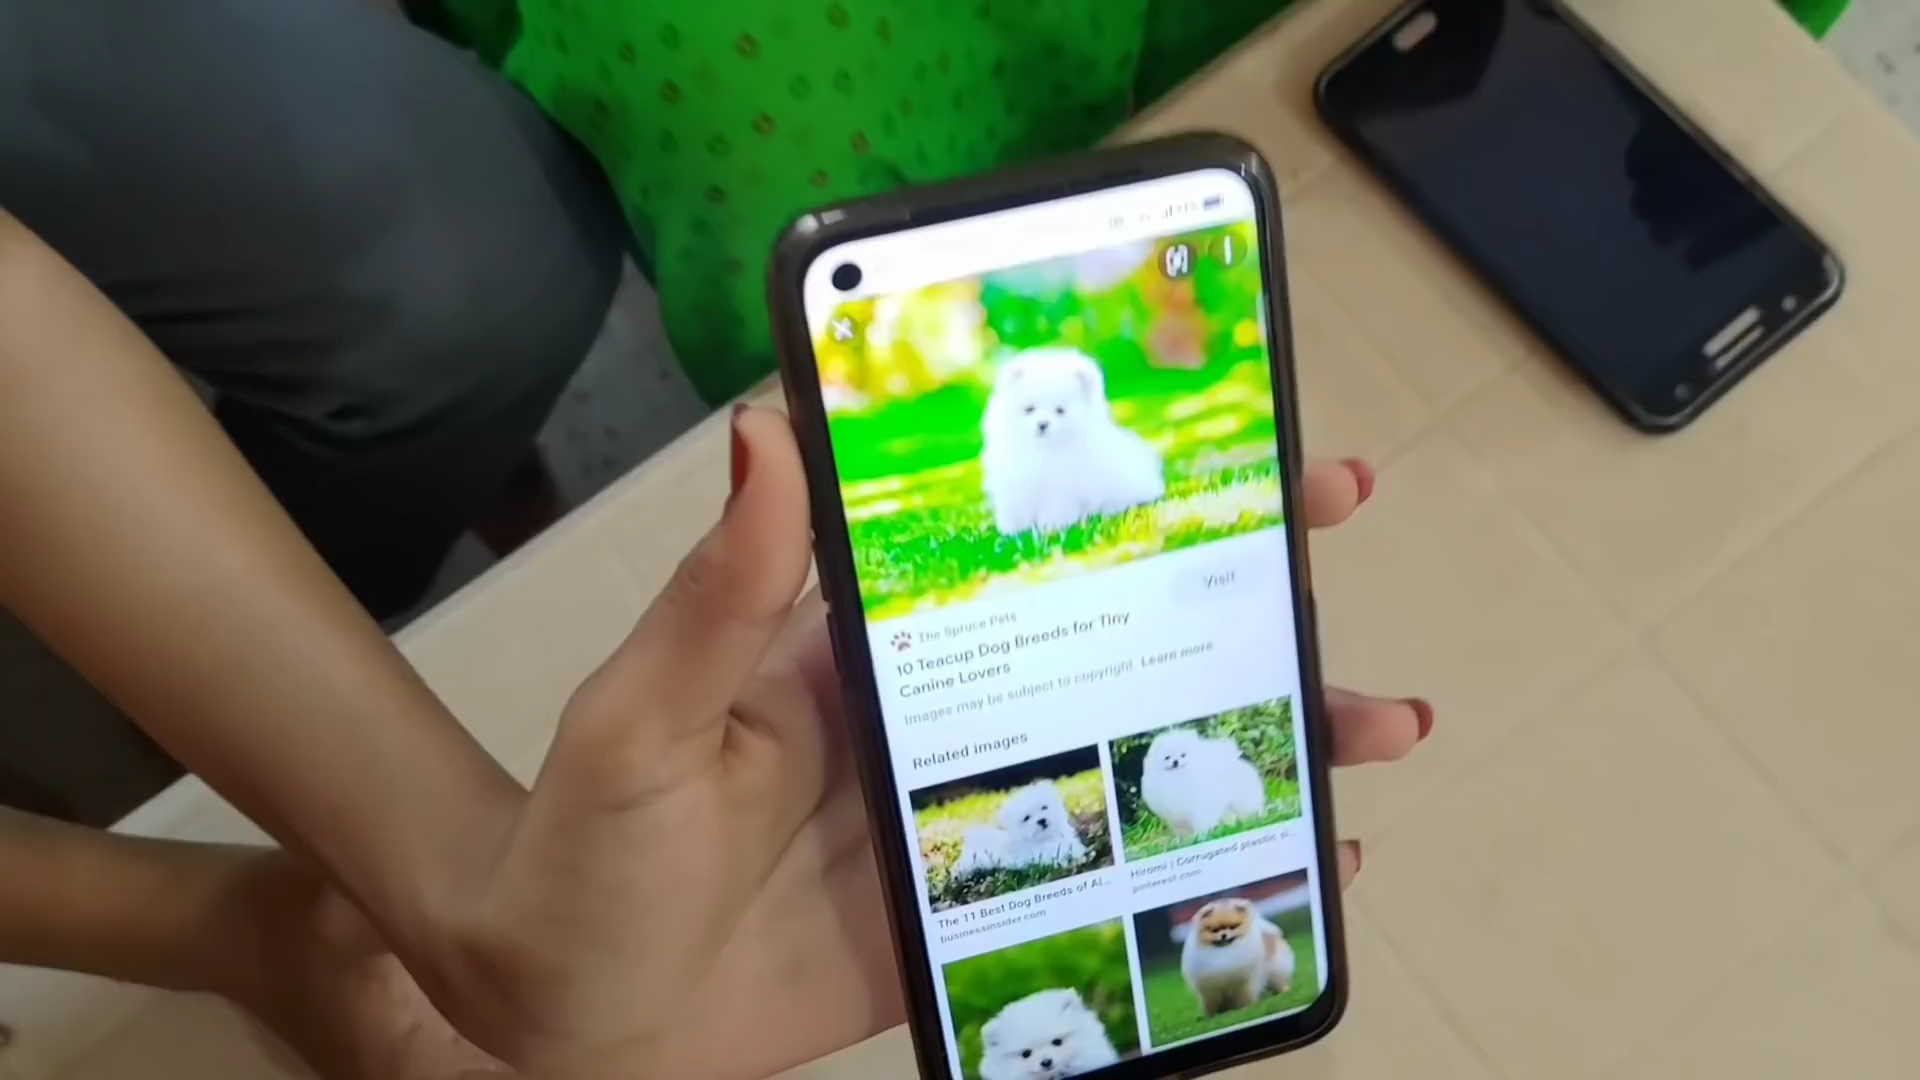 Visit
The Spruce Pets
10 Teacup Dog Breeds for Tiny
Canine Lovers
Images may be subject to copyright. Learn more
Related images
The 11 Best Dog Breeds of Al...
businessinsider.com
Hiromi | Corrugated plastic si...
pinterest.com